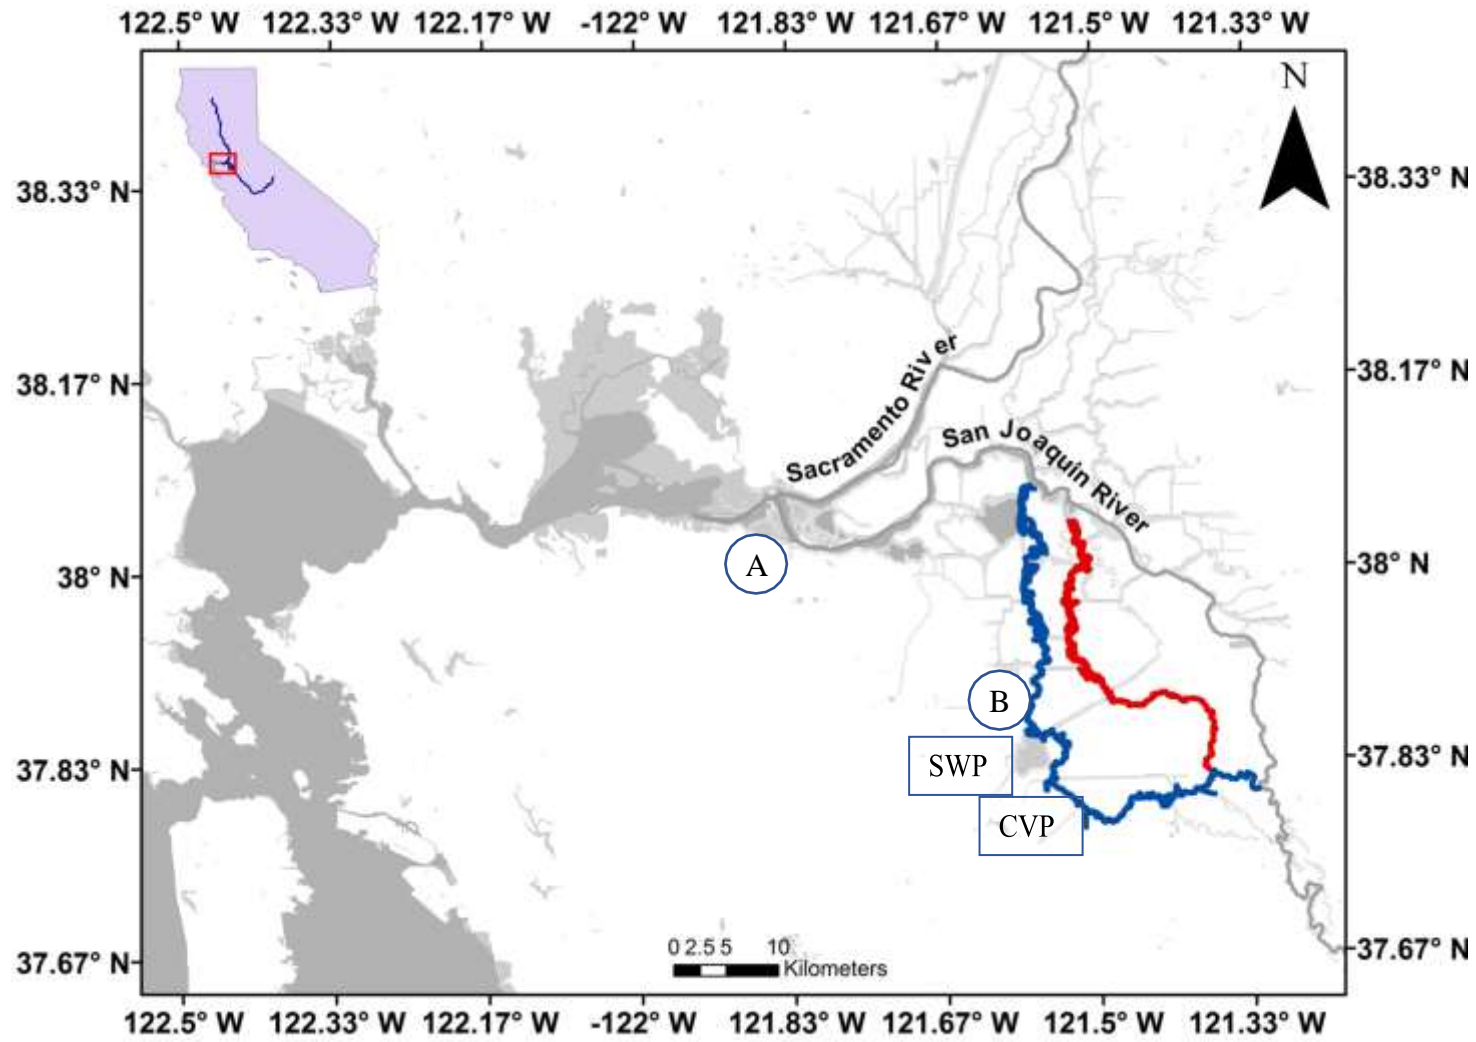 122.5° W 122.33° W 122.17° W -122° W 121.83° W 121.67° W 121.5° W 121.33° W
N
38.33° N 38.33° N
38.17° N 38.17° N
Sacramento River
San Joaquin River
A
38° N 38° N
B
SWP
37.83° N 37.83° N
CVP
0 2.5 5 10
Kilometers
37.67° N 37.67° N
122.5° W 122.33° W 122.17° W -122° W 121.83° W 121.67° W 121.5° W 121.33° W